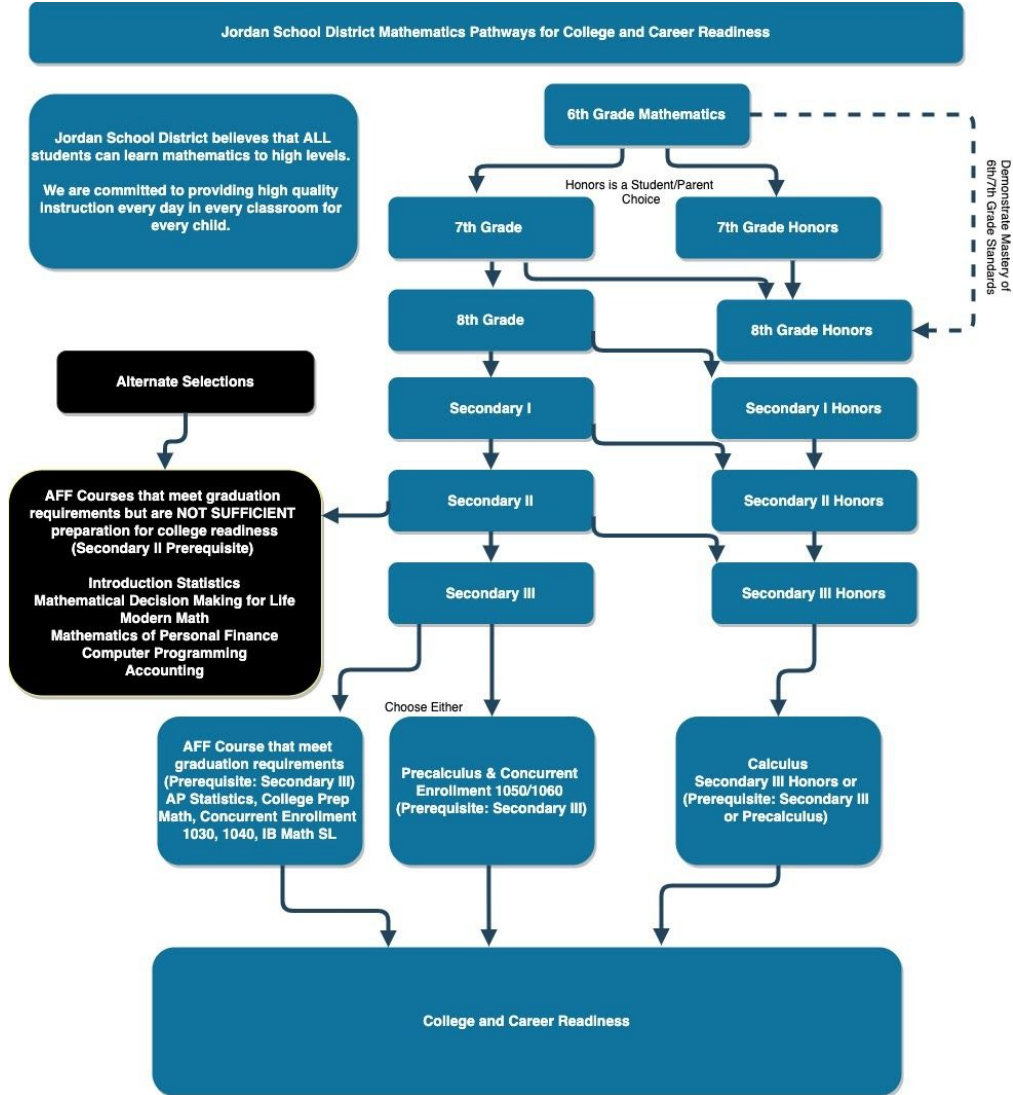 Jordan School District Mathematics Pathways for College and Career Readiness
Jordan School District believes that ALL
students can learn mathematics to high levels.
We are committed to providing high quality
instruction every day in every classroom for
every child.
6th Grade Mathematics
Honors is a Student/Parent
Choice
Demonstrate Mastery of
6th/7th Grade Standards
7th Grade
7th Grade Honors
8th Grade
8th Grade Honors
Alternate Selections
Secondary I
Secondary I Honors
AFF Courses that meet graduation
requirements but are NOT SUFFICIENT
preparation for college readiness
(Secondary II Prerequisite)
Introduction Statistics
Mathematical Decision Making for Life
Modern Math
Mathematics of Personal Finance
Computer Programming
Accounting
Secondary II
Secondary II Honors
Secondary III
Secondary III Honors
Choose Either
AFF Course that meet
graduation requirements
(Prerequisite: Secondary III)
AP Statistics, College Prep
Math, Concurrent Enrollment
1030, 1040, IB Math SL
Precalculus & Concurrent
Enrollment 1050/1060
(Prerequisite: Secondary III)
Calculus
Secondary III Honors or
(Prerequisite: Secondary III
or Precalculus)
College and Career Readiness